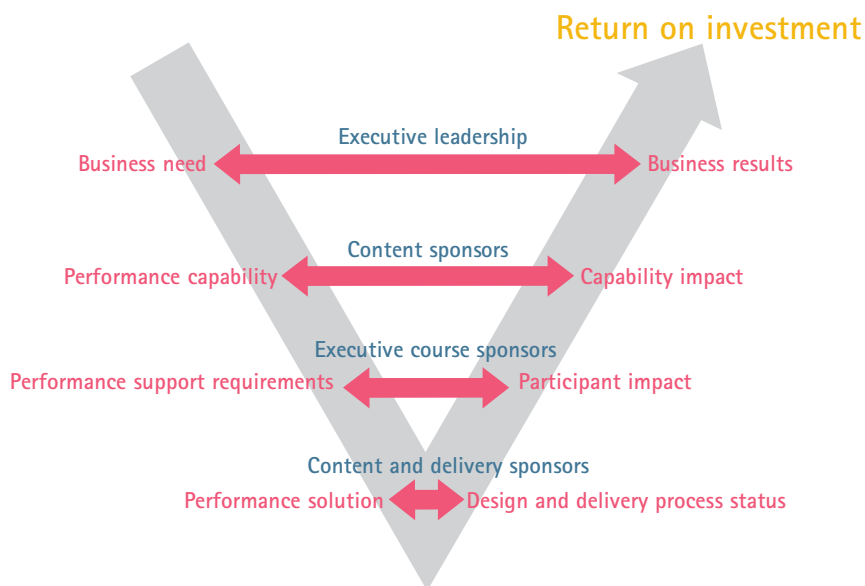 Return on investment
Executive leadership
Business need
Business results
Content sponsors
Performance capability
Capability impact
Executive course sponsors
Performance support requirements
Participant impact
Content and delivery sponsors
Performance solution
Design and delivery process status